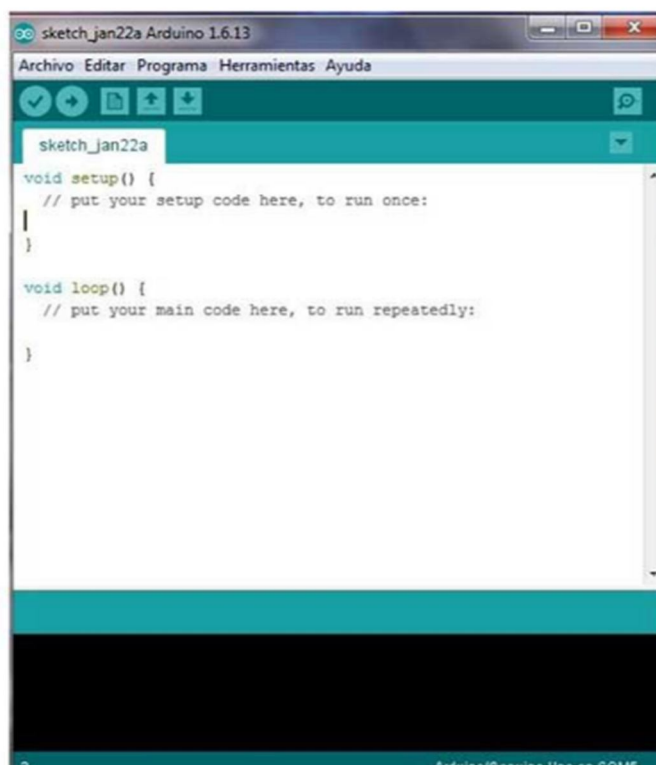 sketch_jan22a Arduino 1.6.13
Archivo Editar Programa Herramientas Ayuda
sketch_jan22a
void setup() {
// put your setup code here, to run once:
}
void loop() {
// put your main code here, to run repeatedly:
}